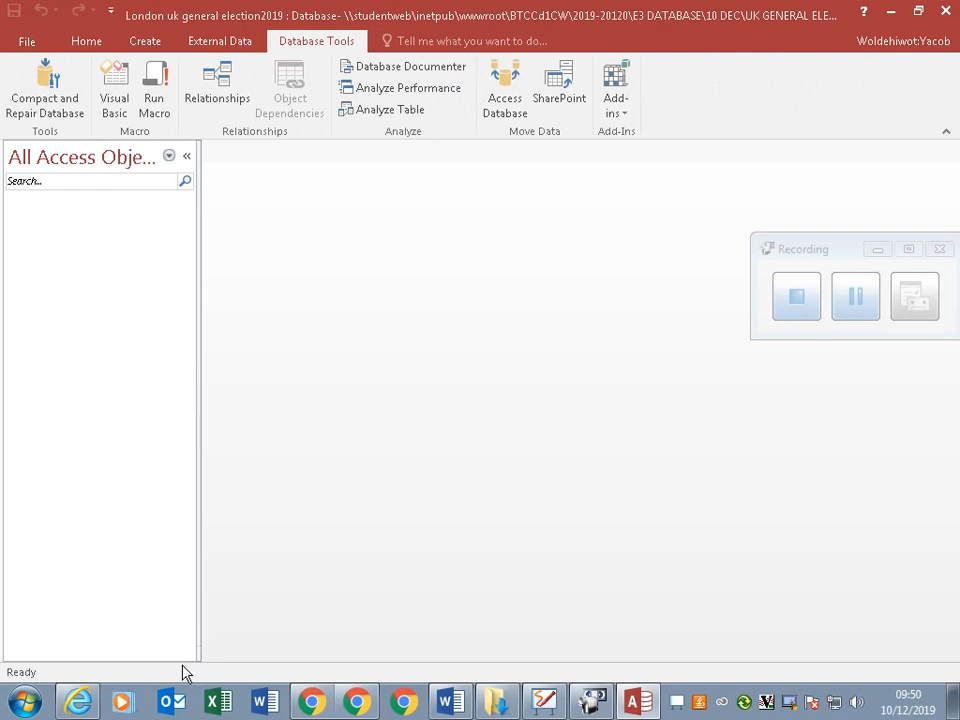 London uk general election2019 : Database- \\studentweb\inetpub\wwwroot\BTCCd1CW\2019-20120\E3 DATABASE\10 DEC\UK GENERAL ELE...
File Home Create External Data Database Tools Tell me what you want to do... Woldehiwot:Yacob
Compact and
Repair Database
Visual
Basic
Run
Macro
Relationships
Object
Dependencies
Database Documenter
Analyze Performance
Analyze Table
Access
Database
SharePoint
Add-
ins
Tools Macro Relationships Analyze Move Data Add-Ins
All Access Obje...
Search...
Recording
Ready
09:50
10/12/2019